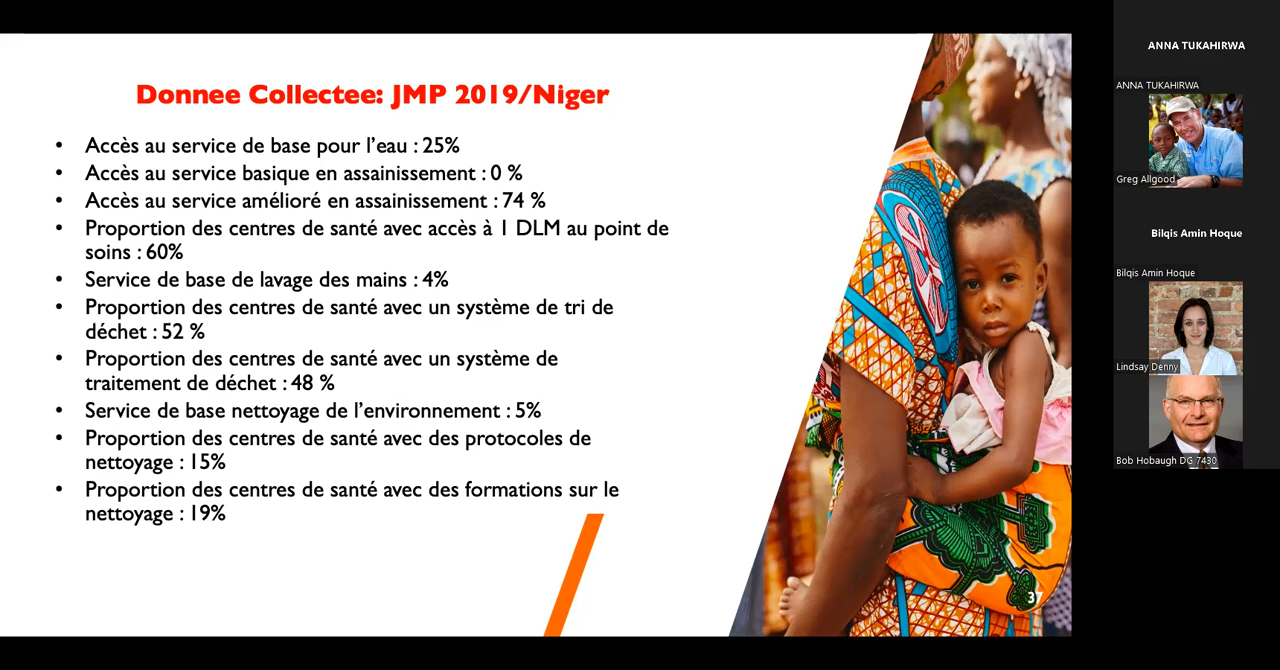 Donnee Collectee: JMP 2019/Niger
• Accès au service de base pour l’eau : 25%
• Accès au service basique en assainissement : 0 %
• Accès au service amélioré en assainissement : 74 %
• Proportion des centres de santé avec accès à 1 DLM au point de
soins : 60%
• Service de base de lavage des mains : 4%
• Proportion des centres de santé avec un système de tri de
déchet : 52 %
• Proportion des centres de santé avec un système de
traitement de déchet : 48 %
• Service de base nettoyage de l’environnement : 5%
• Proportion des centres de santé avec des protocoles de
nettoyage : 15%
• Proportion des centres de santé avec des formations sur le
nettoyage : 19%
37
ANNA TUKAHIRWA
ANNA TUKAHIRWA
Greg Allgood
Bilqis Amin Hoque
Bilqis Amin Hoque
Lindsay Denny
Bob Hobaugh DG 7430